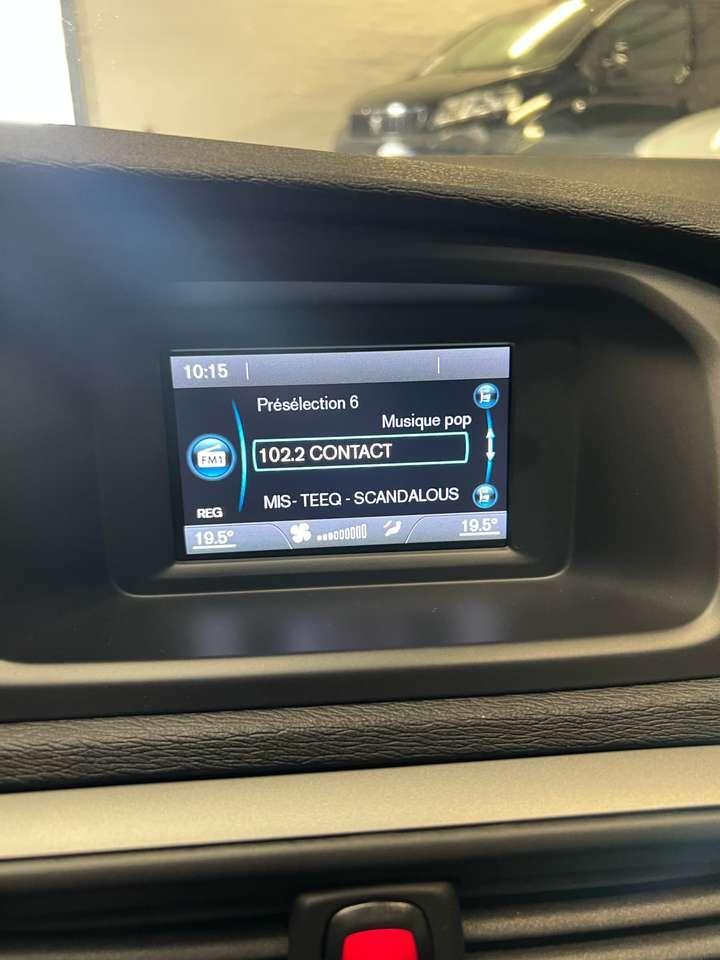 10:15
Présélection 6
Musique pop
FM1
102.2 CONTACT
MIS-TEEQ - SCANDALOUS
REG
19.5°
19.5°